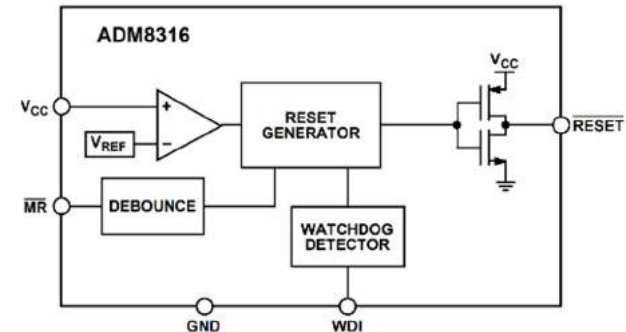 ADM8316
VCC
VCC
RESET
GENERATOR
RESET
VREF
MR
DEBOUNCE
WATCHDOG
DETECTOR
GND
WDI
+
−